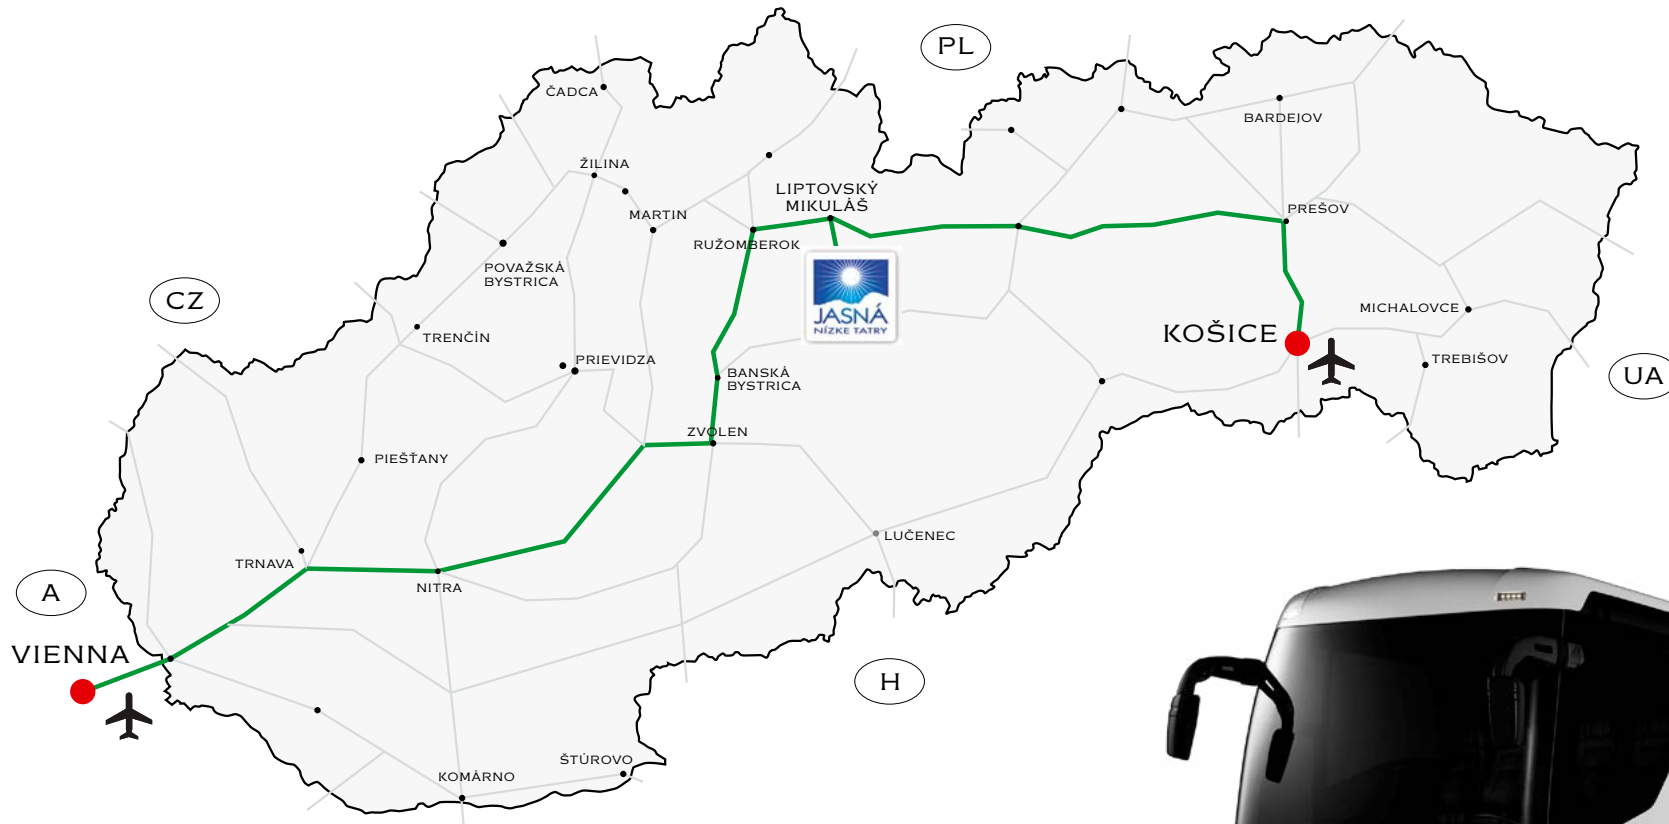 PL
ČADCA
BARDEJOV
ŽILINA
LIPTOVSKÝ
MIKULÁŠ
MARTIN
PREŠOV
RUŽOMBEROK
POVAŽSKÁ
BYSTRICA
CZ
JASNÁ
NÍZKE TATRY
MICHALOVCE
KOŠICE
TRENČÍN
PRIEVIDZA
TREBIŠOV
BANSKÁ
BYSTRICA
UA
ZVOLEN
PIEŠŤANY
LUČENEC
TRNAVA
NITRA
A
VIENNA
H
ŠTÚROVO
KOMÁRNO